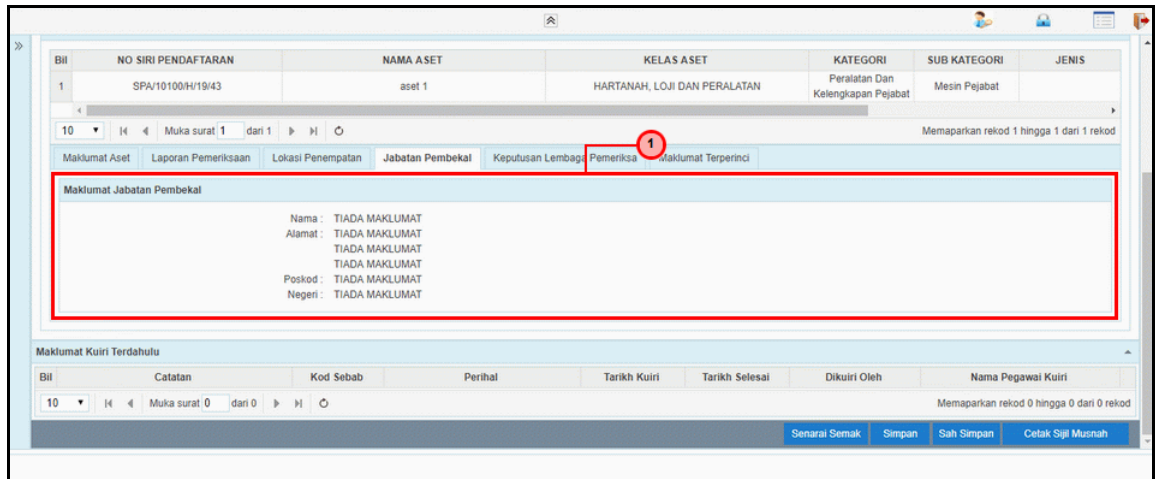 Bil NO SIRI PENDAFTARAN NAMA ASET KELAS ASET KATEGORI SUB KATEGORI JENIS
1 SPA/10100/H/19/43 aset 1 HARTANAH, LOJI DAN PERALATAN Peralatan Dan Kelengkapan Pejabat Mesin Pejabat
10 Muka surat 1 dari 1 Memaparkan rekod 1 hingga 1 dari 1 rekod
1
Maklumat Aset Laporan Pemeriksaan Lokasi Penempatan Jabatan Pembekal Keputusan Lembaga Pemeriksa Maklumat Terperinci
Maklumat Jabatan Pembekal
Nama : TIADA MAKLUMAT
Alamat : TIADA MAKLUMAT
TIADA MAKLUMAT
TIADA MAKLUMAT
Poskod : TIADA MAKLUMAT
Negeri : TIADA MAKLUMAT
Maklumat Kuiri Terdahulu
Bil Catatan Kod Sebab Perihal Tarikh Kuiri Tarikh Selesai Dikuiri Oleh Nama Pegawai Kuiri
10 Muka surat 0 dari 0 Memaparkan rekod 0 hingga 0 dari 0 rekod
Senarai Semak Simpan Sah Simpan Cetak Sijil Musnah